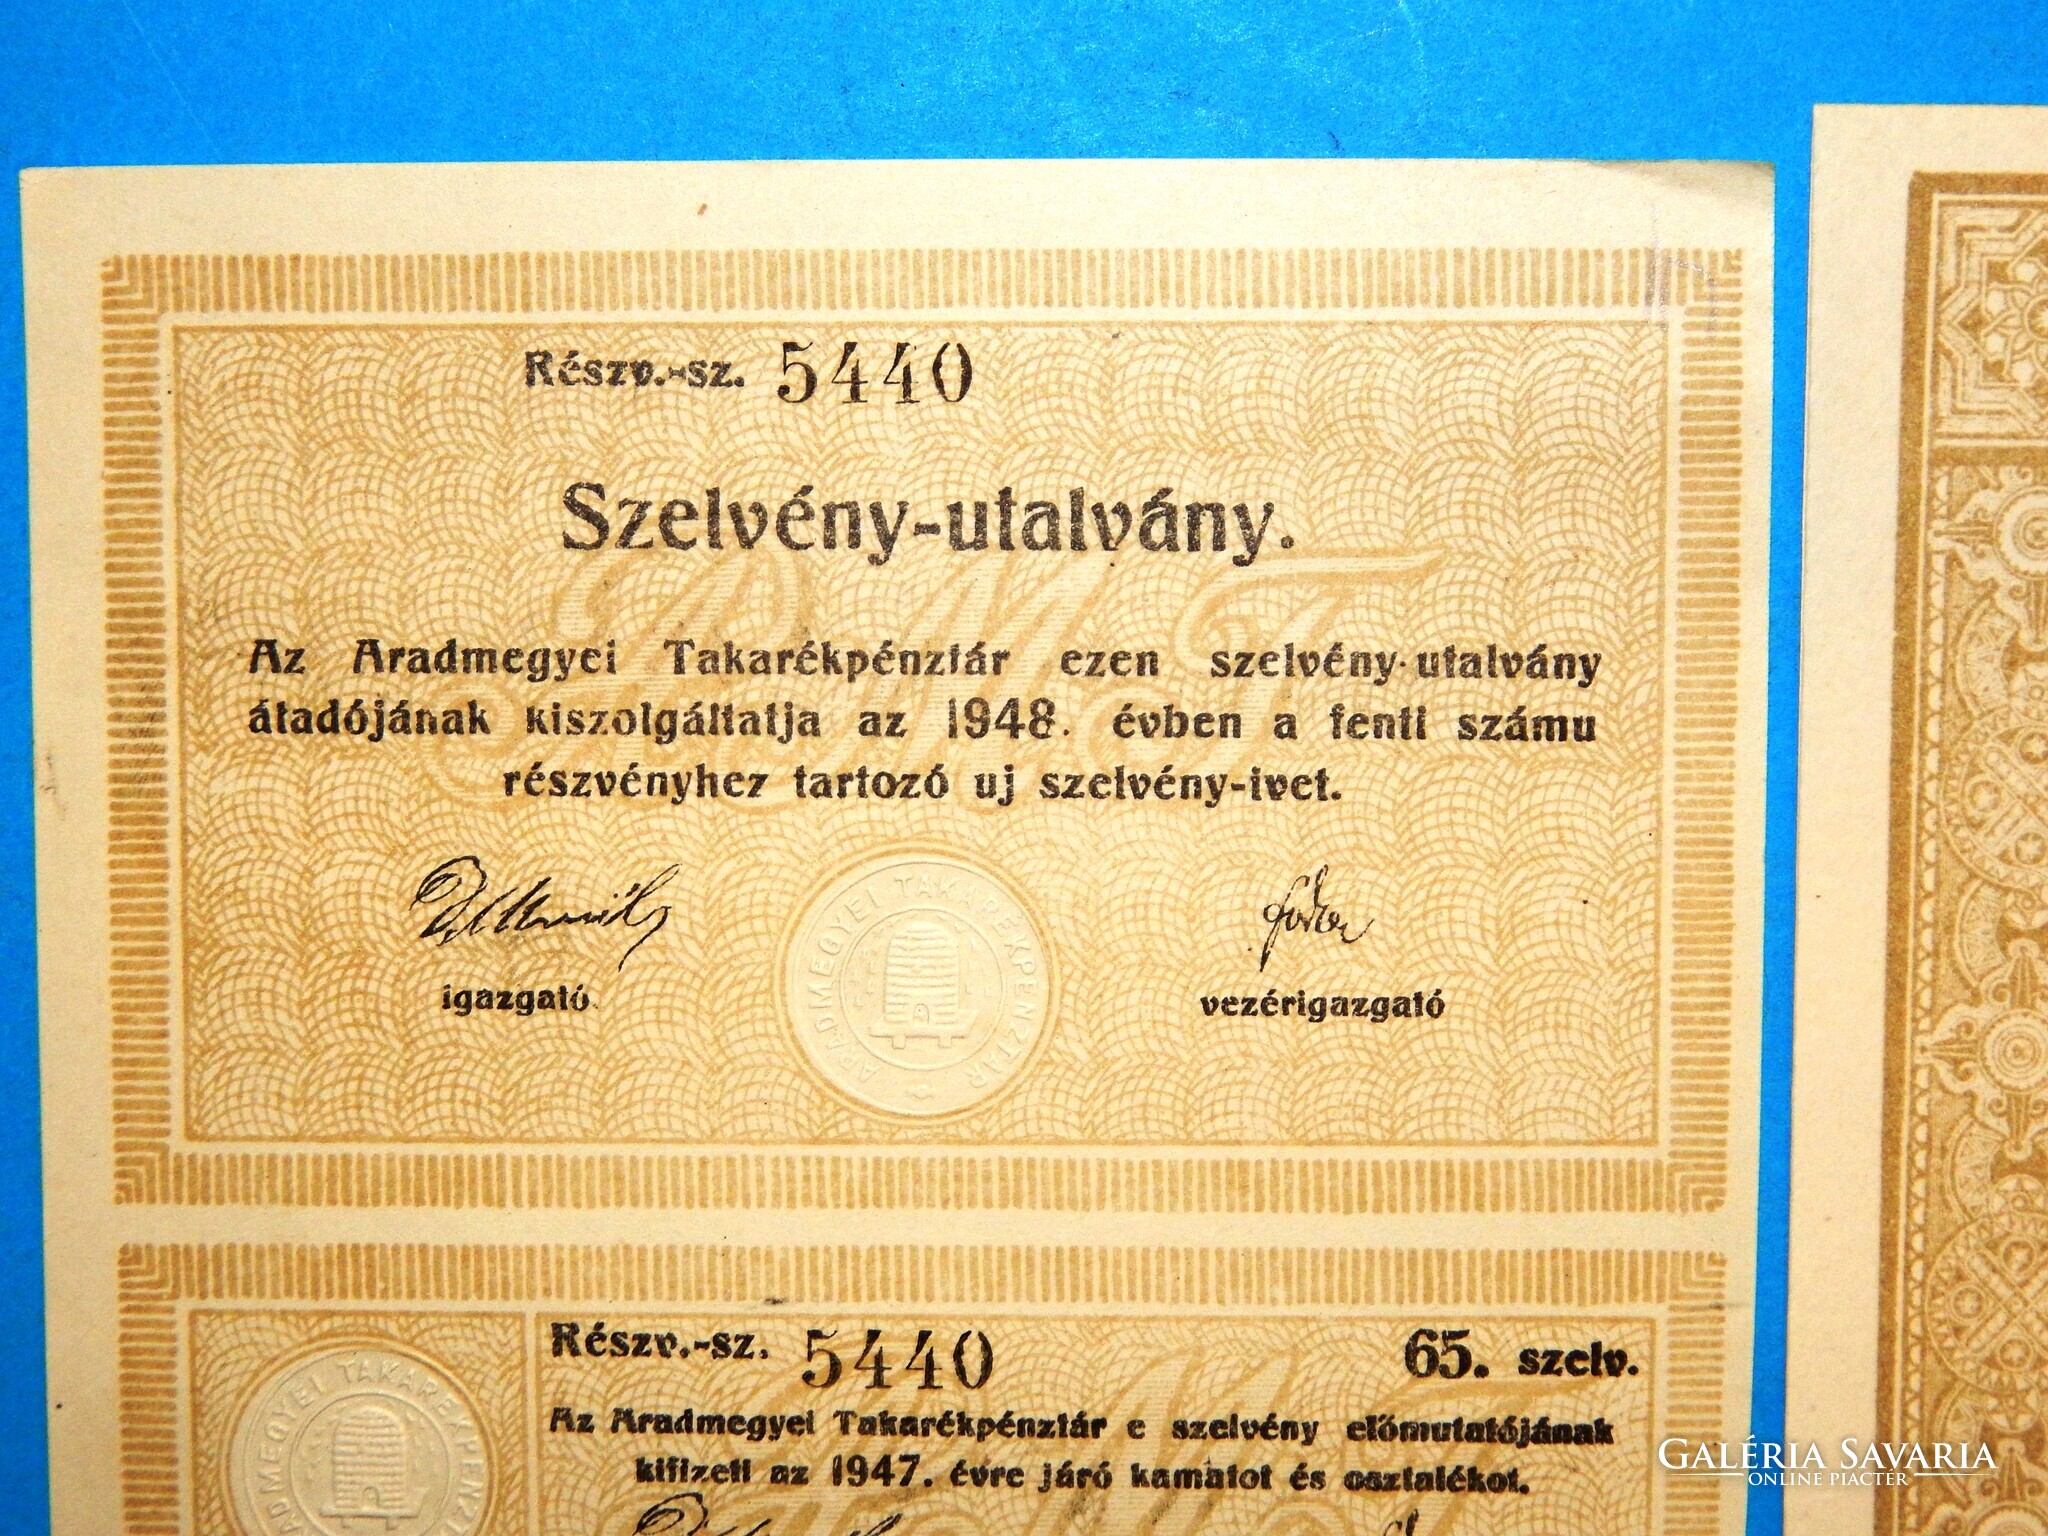 Részv.-sz. 5440
Szelvény-utalvány.
Az Aradmegyei Takarékpénztár ezen szelvény-utalvány
átadójának kiszolgáltatja az 1948. évben a fenti számu
részvényhez tartozó uj szelvény-ivet.
igazgató
vezérigazgató
ARADMEGYEI TAKARÉKPÉNZTÁR
Részv.-sz. 5440 65. szelv.
Az Aradmegyei Takarékpénztár e szelvény előmutatójának
kifizeti az 1947. évre járó kamatot és osztalékot.
GALÉRIA SAVARIA
ONLINE PIACTÉR